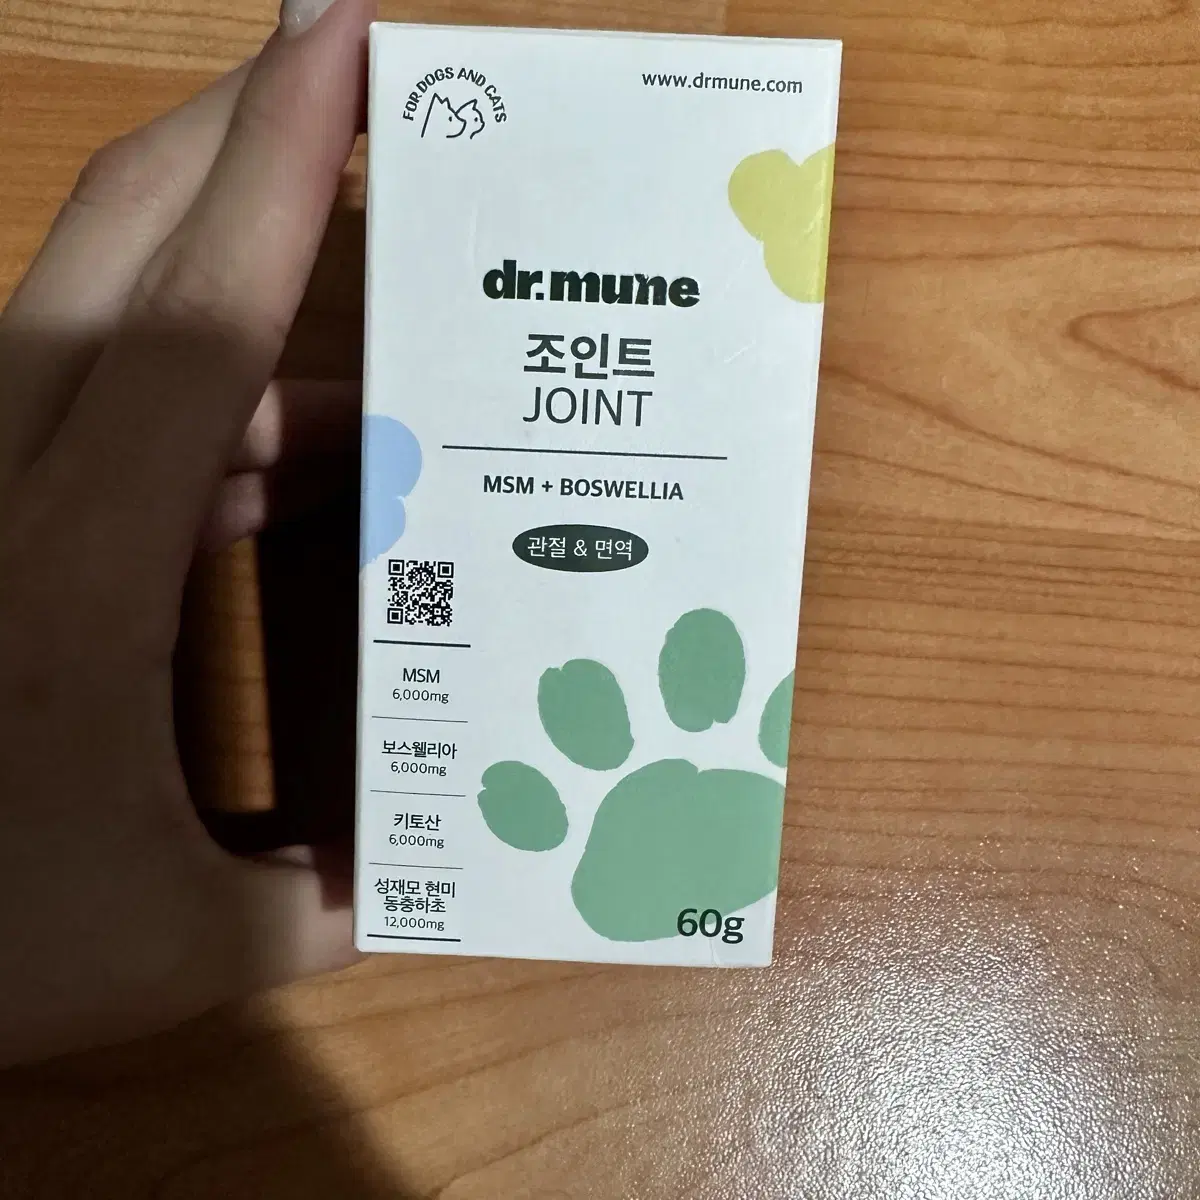 FOR DOGS AND CATS
www.drmune.com
dr.mune
조인트
JOINT
MSM + BOSWELLIA
관절 & 면역
MSM
6,000mg
보스웰리아
6,000mg
키토산
6,000mg
성재모 현미
동충하초
12,000mg
60g